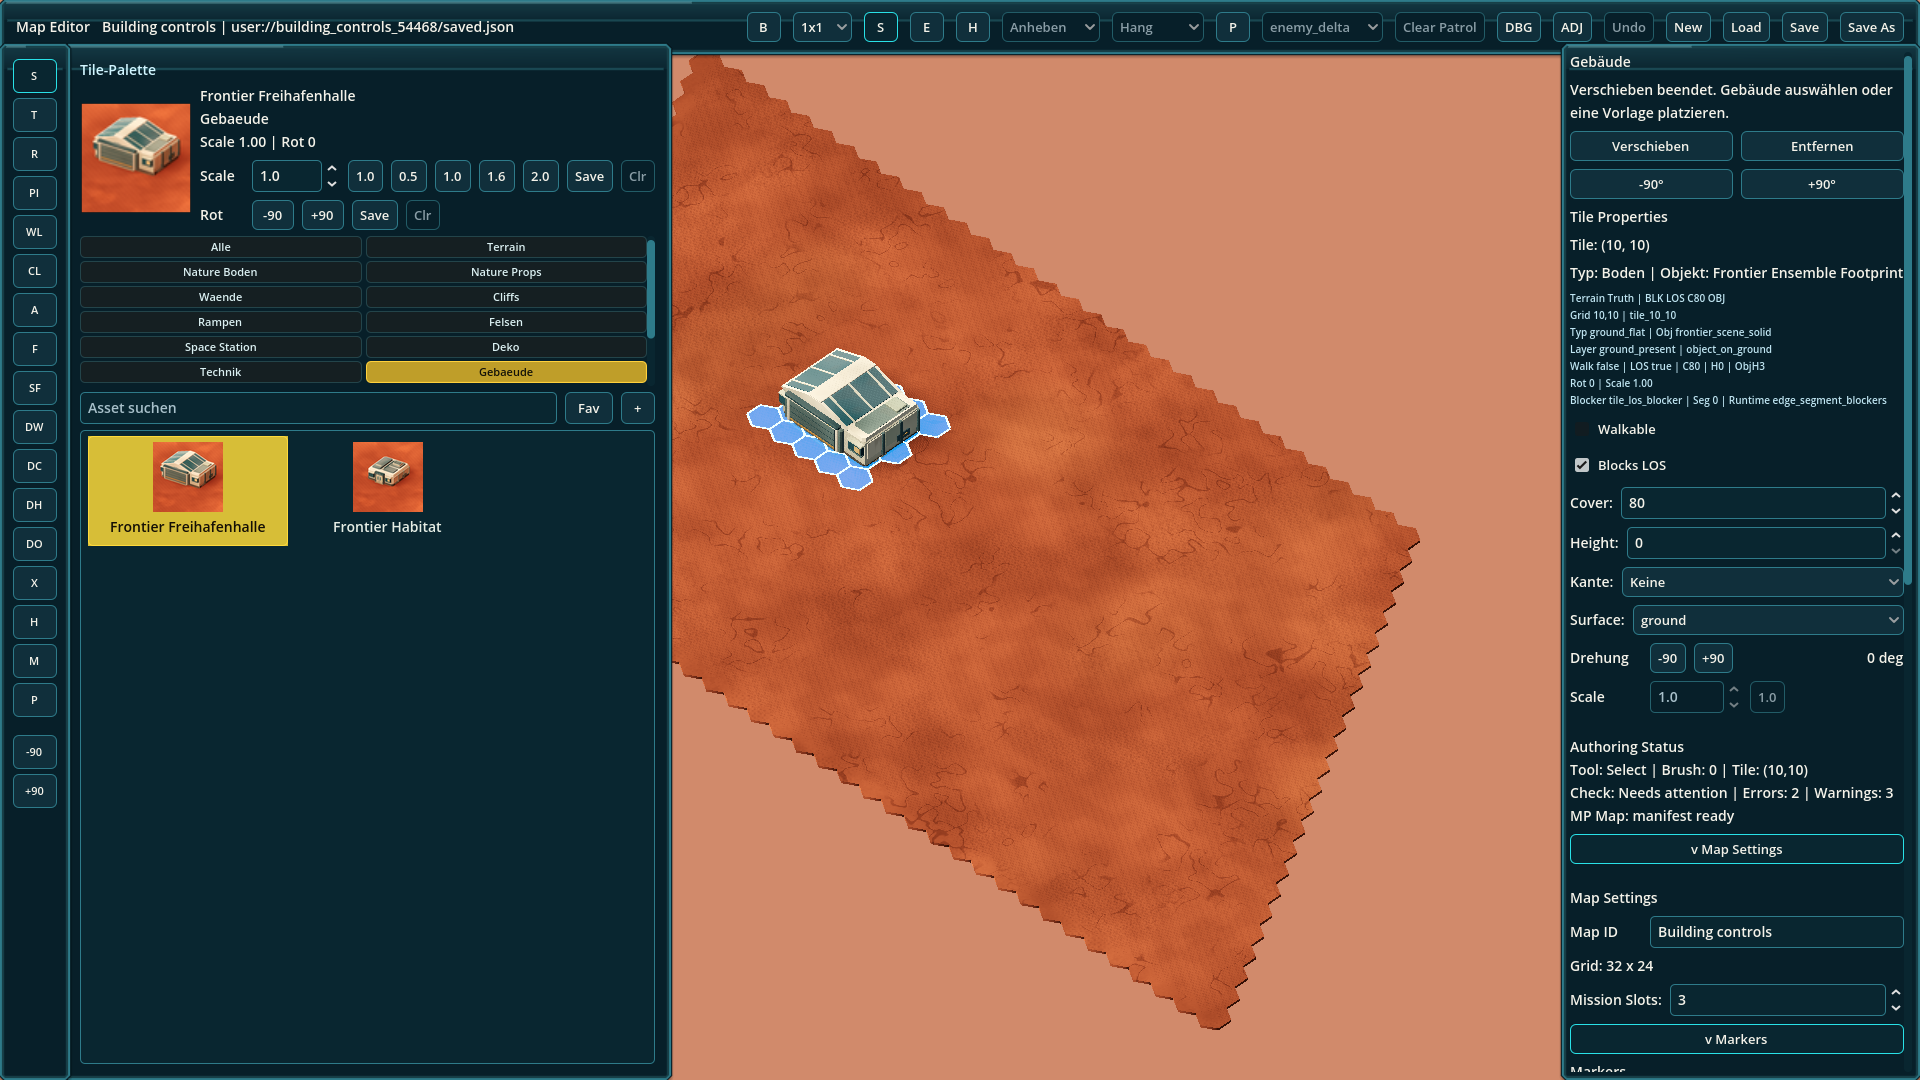 Map Editor Building controls | user://building_controls_54468/saved.json
B 1x1 S E H Anheben Hang P enemy_delta Clear Patrol DBG ADJ Undo New Load Save Save As
S
T
R
PI
WL
CL
A
F
SF
DW
DC
DH
DO
X
H
M
P
-90
+90
Tile-Palette
Frontier Freihafenhalle
Gebaeude
Scale 1.00 | Rot 0
Scale 1.0 1.0 0.5 1.0 1.6 2.0 Save Clr
Rot -90 +90 Save Clr
Alle Terrain
Nature Boden Nature Props
Waende Cliffs
Rampen Felsen
Space Station Deko
Technik Gebaeude
Asset suchen Fav +
Frontier Freihafenhalle Frontier Habitat
Gebäude
Verschieben beendet. Gebäude auswählen oder
eine Vorlage platzieren.
Verschieben Entfernen
-90° +90°
Tile Properties
Tile: (10, 10)
Typ: Boden | Objekt: Frontier Ensemble Footprint
Terrain Truth | BLK LOS C80 OBJ
Grid 10,10 | tile_10_10
Typ ground_flat | Obj frontier_scene_solid
Layer ground_present | object_on_ground
Walk false | LOS true | C80 | H0 | ObjH3
Rot 0 | Scale 1.00
Blocker tile_los_blocker | Seg 0 | Runtime edge_segment_blockers
Walkable
Blocks LOS
Cover: 80
Height: 0
Kante: Keine
Surface: ground
Drehung -90 +90 0 deg
Scale 1.0 1.0
Authoring Status
Tool: Select | Brush: 0 | Tile: (10,10)
Check: Needs attention | Errors: 2 | Warnings: 3
MP Map: manifest ready
v Map Settings
Map Settings
Map ID Building controls
Grid: 32 x 24
Mission Slots: 3
v Markers
Markers